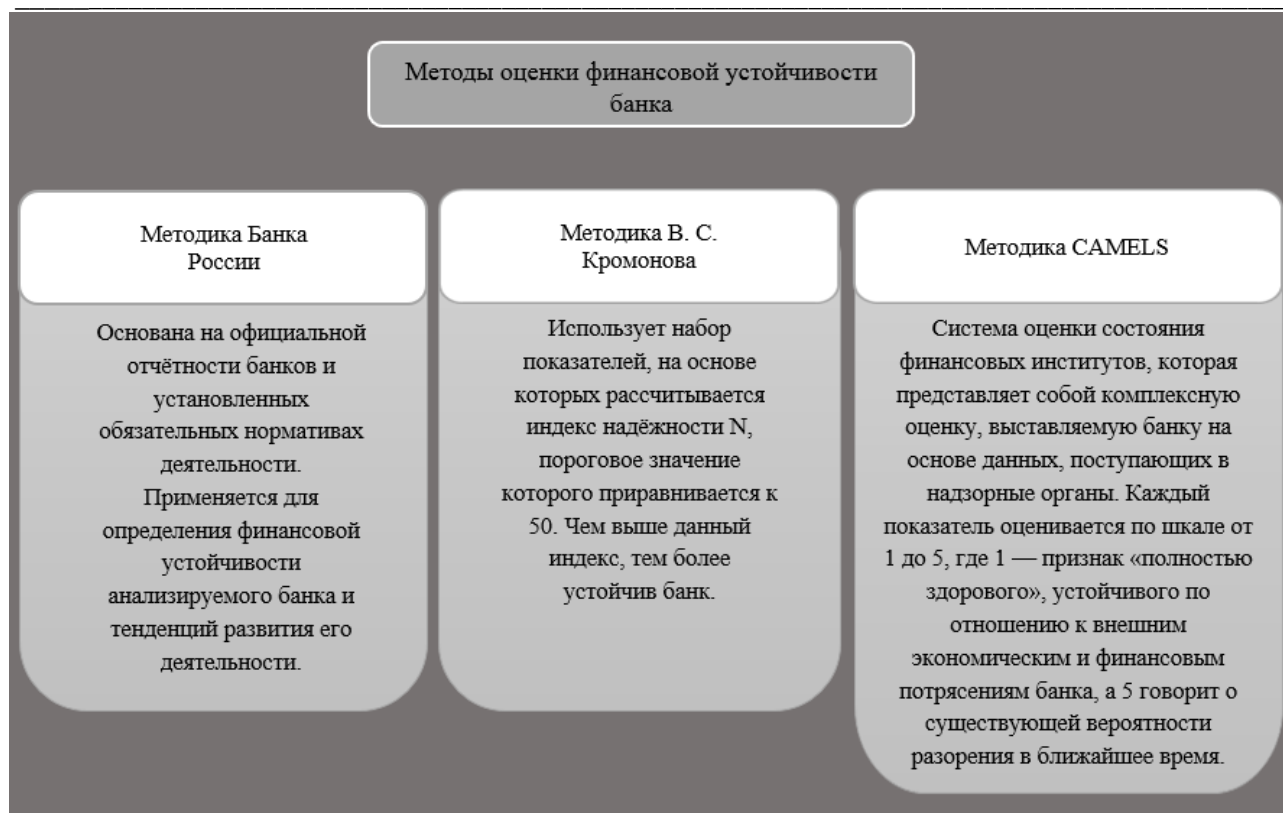 Методы оценки финансовой устойчивости
банка
Методика Банка
России
Основана на официальной
отчётности банков и
установленных
обязательных нормативах
деятельности.
Применяется для
определения финансовой
устойчивости
анализируемого банка и
тенденций развития его
деятельности.
Методика В. С.
Кромонова
Использует набор
показателей, на основе
которых рассчитывается
индекс надёжности N,
пороговое значение
которого приравнивается к
50. Чем выше данный
индекс, тем более
устойчив банк.
Методика CAMELS
Система оценки состояния
финансовых институтов, которая
представляет собой комплексную
оценку, выставляемую банку на
основе данных, поступающих в
надзорные органы. Каждый
показатель оценивается по шкале от
1 до 5, где 1 — признак «полностью
здорового», устойчивого по
отношению к внешним
экономическим и финансовым
потрясениям банка, а 5 говорит о
существующей вероятности
разорения в ближайшее время.